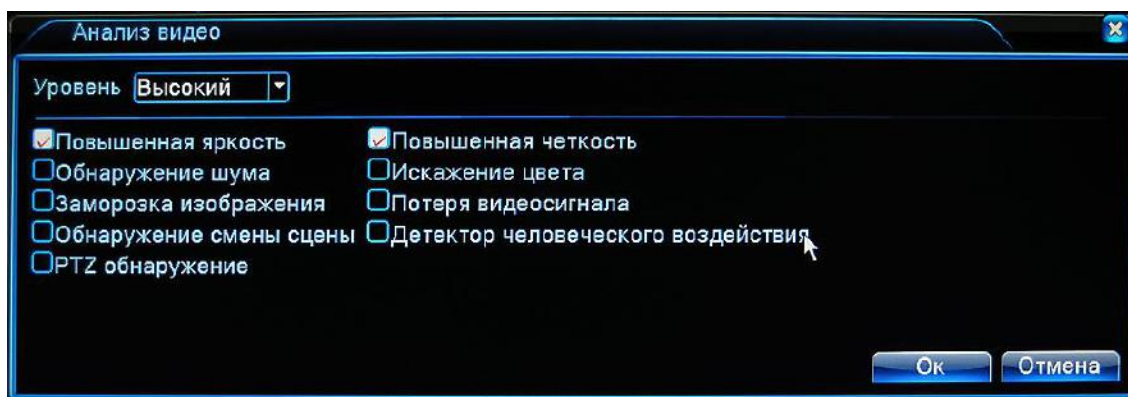 Анализ видео
Уровень Высокий
Повышенная яркость Повышенная четкость
Обнаружение шума Искажение цвета
Заморозка изображения Потеря видеосигнала
Обнаружение смены сцены Детектор человеческого воздействия
PTZ обнаружение
Ок Отмена